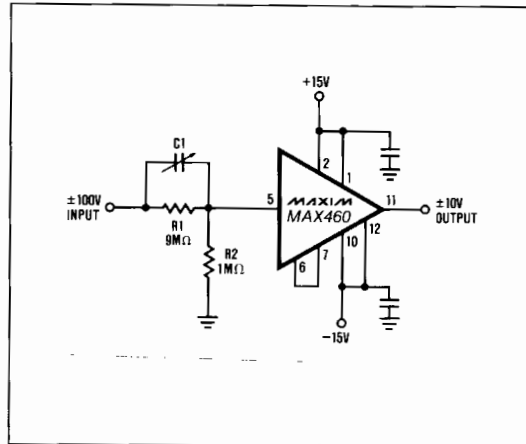 +15V
C1
2
1
±100V
INPUT
R1
9MΩ
5
MAXIM
MAX460
11
±10V
OUTPUT
R2
1MΩ
6
7
10
12
−15V